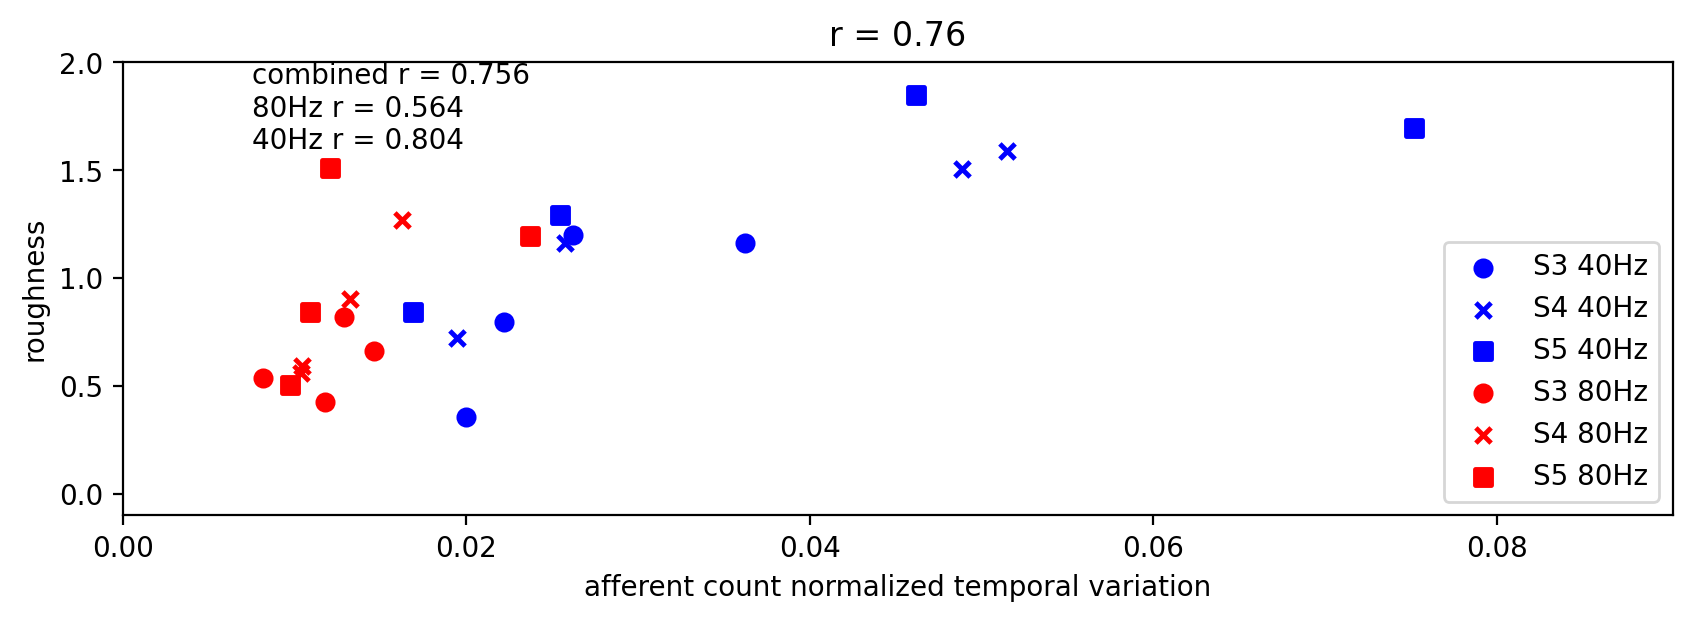 r = 0.76
combined r = 0.756
80Hz r = 0.564
40Hz r = 0.804
2.0
1.5
1.0
0.5
0.0
roughness
S3 40Hz
S4 40Hz
S5 40Hz
S3 80Hz
S4 80Hz
S5 80Hz
0.00 0.02 0.04 0.06 0.08
afferent count normalized temporal variation